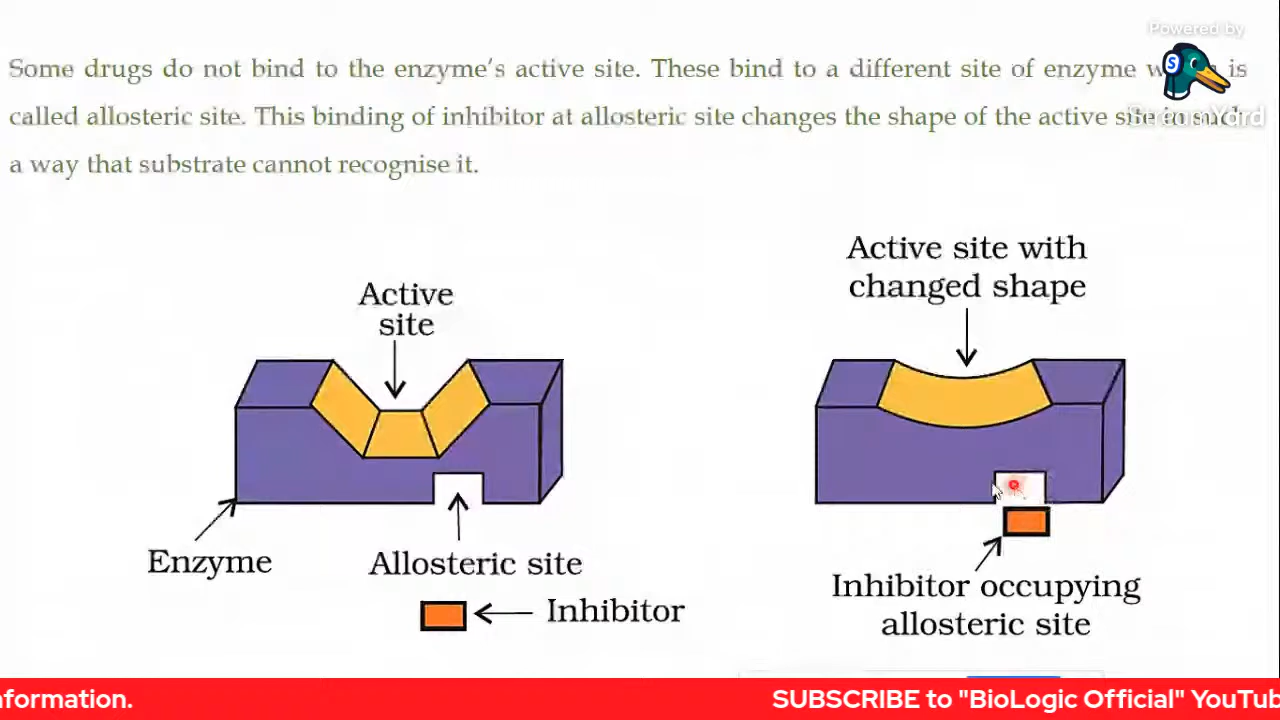 Powered by
Some drugs do not bind to the enzyme's active site. These bind to a different site of enzyme is
called allosteric site. This binding of inhibitor at allosteric site changes the shape of the active
a way that substrate cannot recognise it.
Active site with
changed shape
Active
site
Enzyme
Allosteric site
Inhibitor
Inhibitor occupying
allosteric site
nformation.
SUBSCRIBE to "BioLogic Official" YouTub